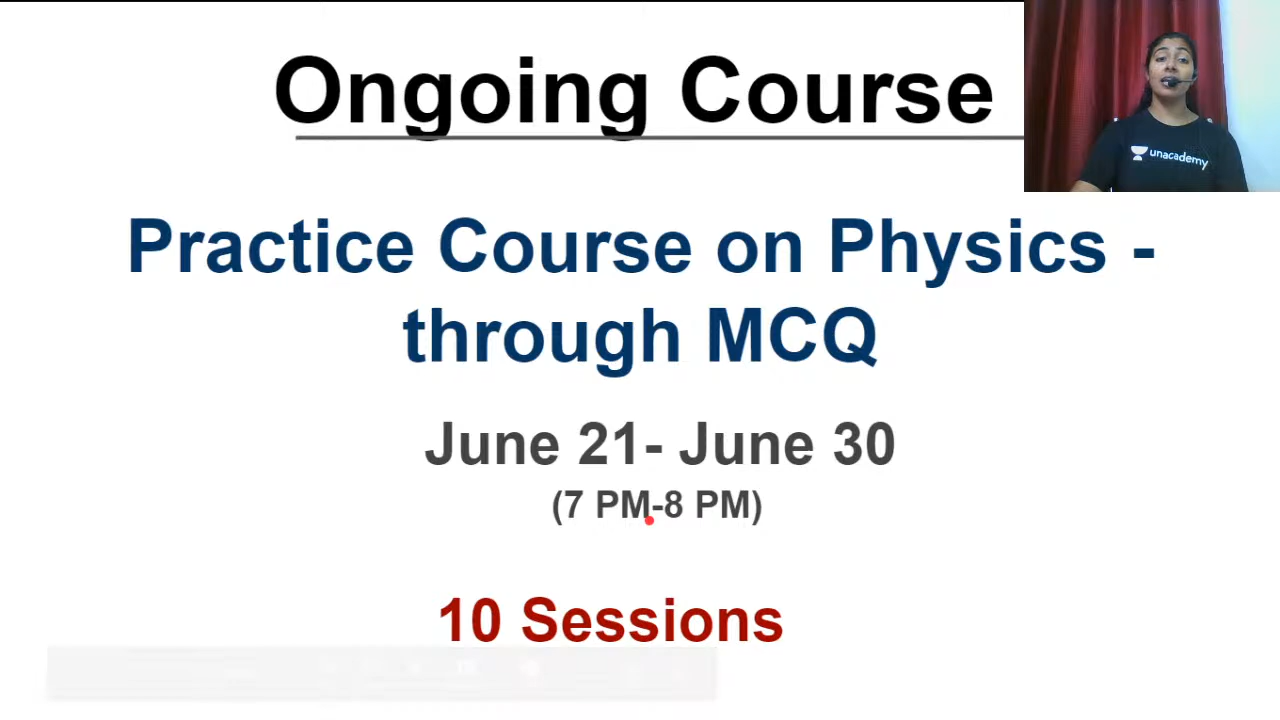 Ongoing Course
unacademy
Practice Course on Physics -
through MCQ
June 21- June 30
(7 PM-8 PM)
10 Sessions